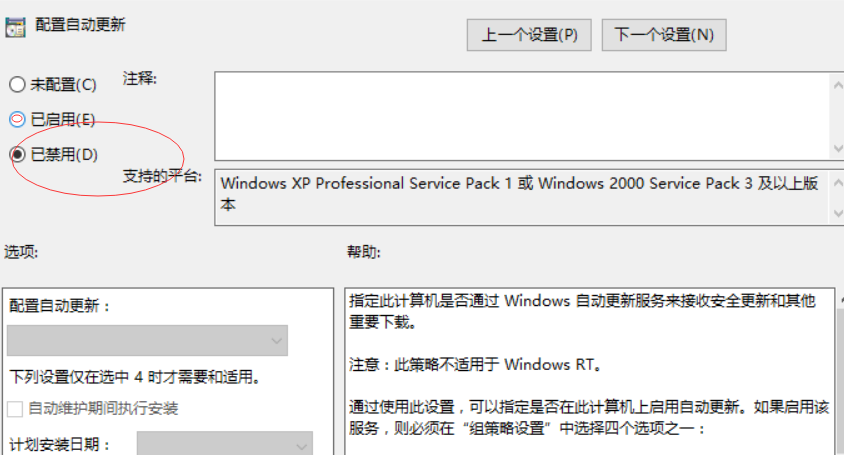 配置自动更新
上一个设置(P)
下一个设置(N)
未配置(C)
注释:
已启用(E)
已禁用(D)
支持的平台:
Windows XP Professional Service Pack 1 或 Windows 2000 Service Pack 3 及以上版
本
选项:
帮助:
配置自动更新：
下列设置仅在选中 4 时才需要和适用。
自动维护期间执行安装
计划安装日期：
指定此计算机是否通过 Windows 自动更新服务来接收安全更新和其他
重要下载。
注意：此策略不适用于 Windows RT。
通过使用此设置，可以指定是否在此计算机上启用自动更新。如果启用该
服务，则必须在“组策略设置”中选择四个选项之一：